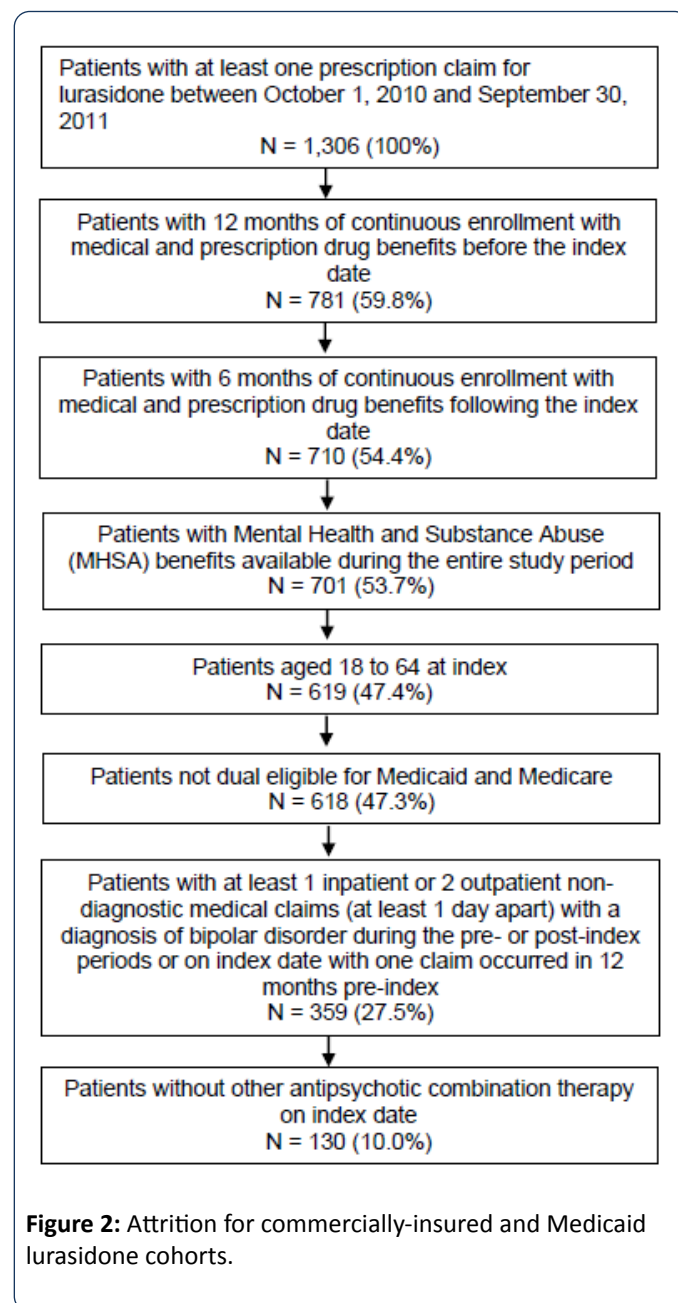 Patients with at least one prescription claim for
lurasidone between October 1, 2010 and September 30,
2011
N = 1,306 (100%)
Patients with 12 months of continuous enrollment with
medical and prescription drug benefits before the index
date
N = 781 (59.8%)
Patients with 6 months of continuous enrollment with
medical and prescription drug benefits following the index
date
N = 710 (54.4%)
Patients with Mental Health and Substance Abuse
(MHSA) benefits available during the entire study period
N = 701 (53.7%)
Patients aged 18 to 64 at index
N = 619 (47.4%)
Patients not dual eligible for Medicaid and Medicare
N = 618 (47.3%)
Patients with at least 1 inpatient or 2 outpatient non-
diagnostic medical claims (at least 1 day apart) with a
diagnosis of bipolar disorder during the pre- or post-index
periods or on index date with one claim occurred in 12
months pre-index
N = 359 (27.5%)
Patients without other antipsychotic combination therapy
on index date
N = 130 (10.0%)
Figure 2: Attrition for commercially-insured and Medicaid
lurasidone cohorts.